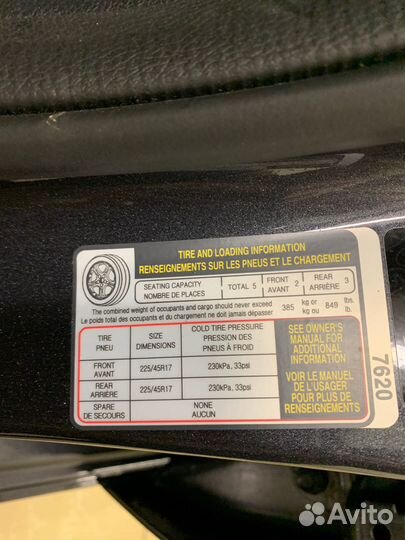 TIRE AND LOADING INFORMATION
RENSEIGNEMENTS SUR LES PNEUS ET LE CHARGEMENT
SEATING CAPACITY
NOMBRE DE PLACES
TOTAL 5
FRONT
AVANT 2
REAR
ARRIÈRE 3
The combined weight of occupants and cargo should never exceed
Le poids total des occupants et du chargement ne doit jamais dépasser
385 kg or
kg ou
849 lbs.
lb.
TIRE
PNEU
SIZE
DIMENSIONS
COLD TIRE PRESSURE
PRESSION DES
PNEUS À FROID
FRONT
AVANT
225/45R17
230kPa, 33psi
REAR
ARRIÈRE
225/45R17
230kPa, 33psi
SPARE
DE SECOURS
NONE
AUCUN
SEE OWNER'S
MANUAL FOR
ADDITIONAL
INFORMATION
VOIR LE MANUEL
DE L'USAGER
POUR PLUS DE
RENSEIGNEMENTS
7620
Avito